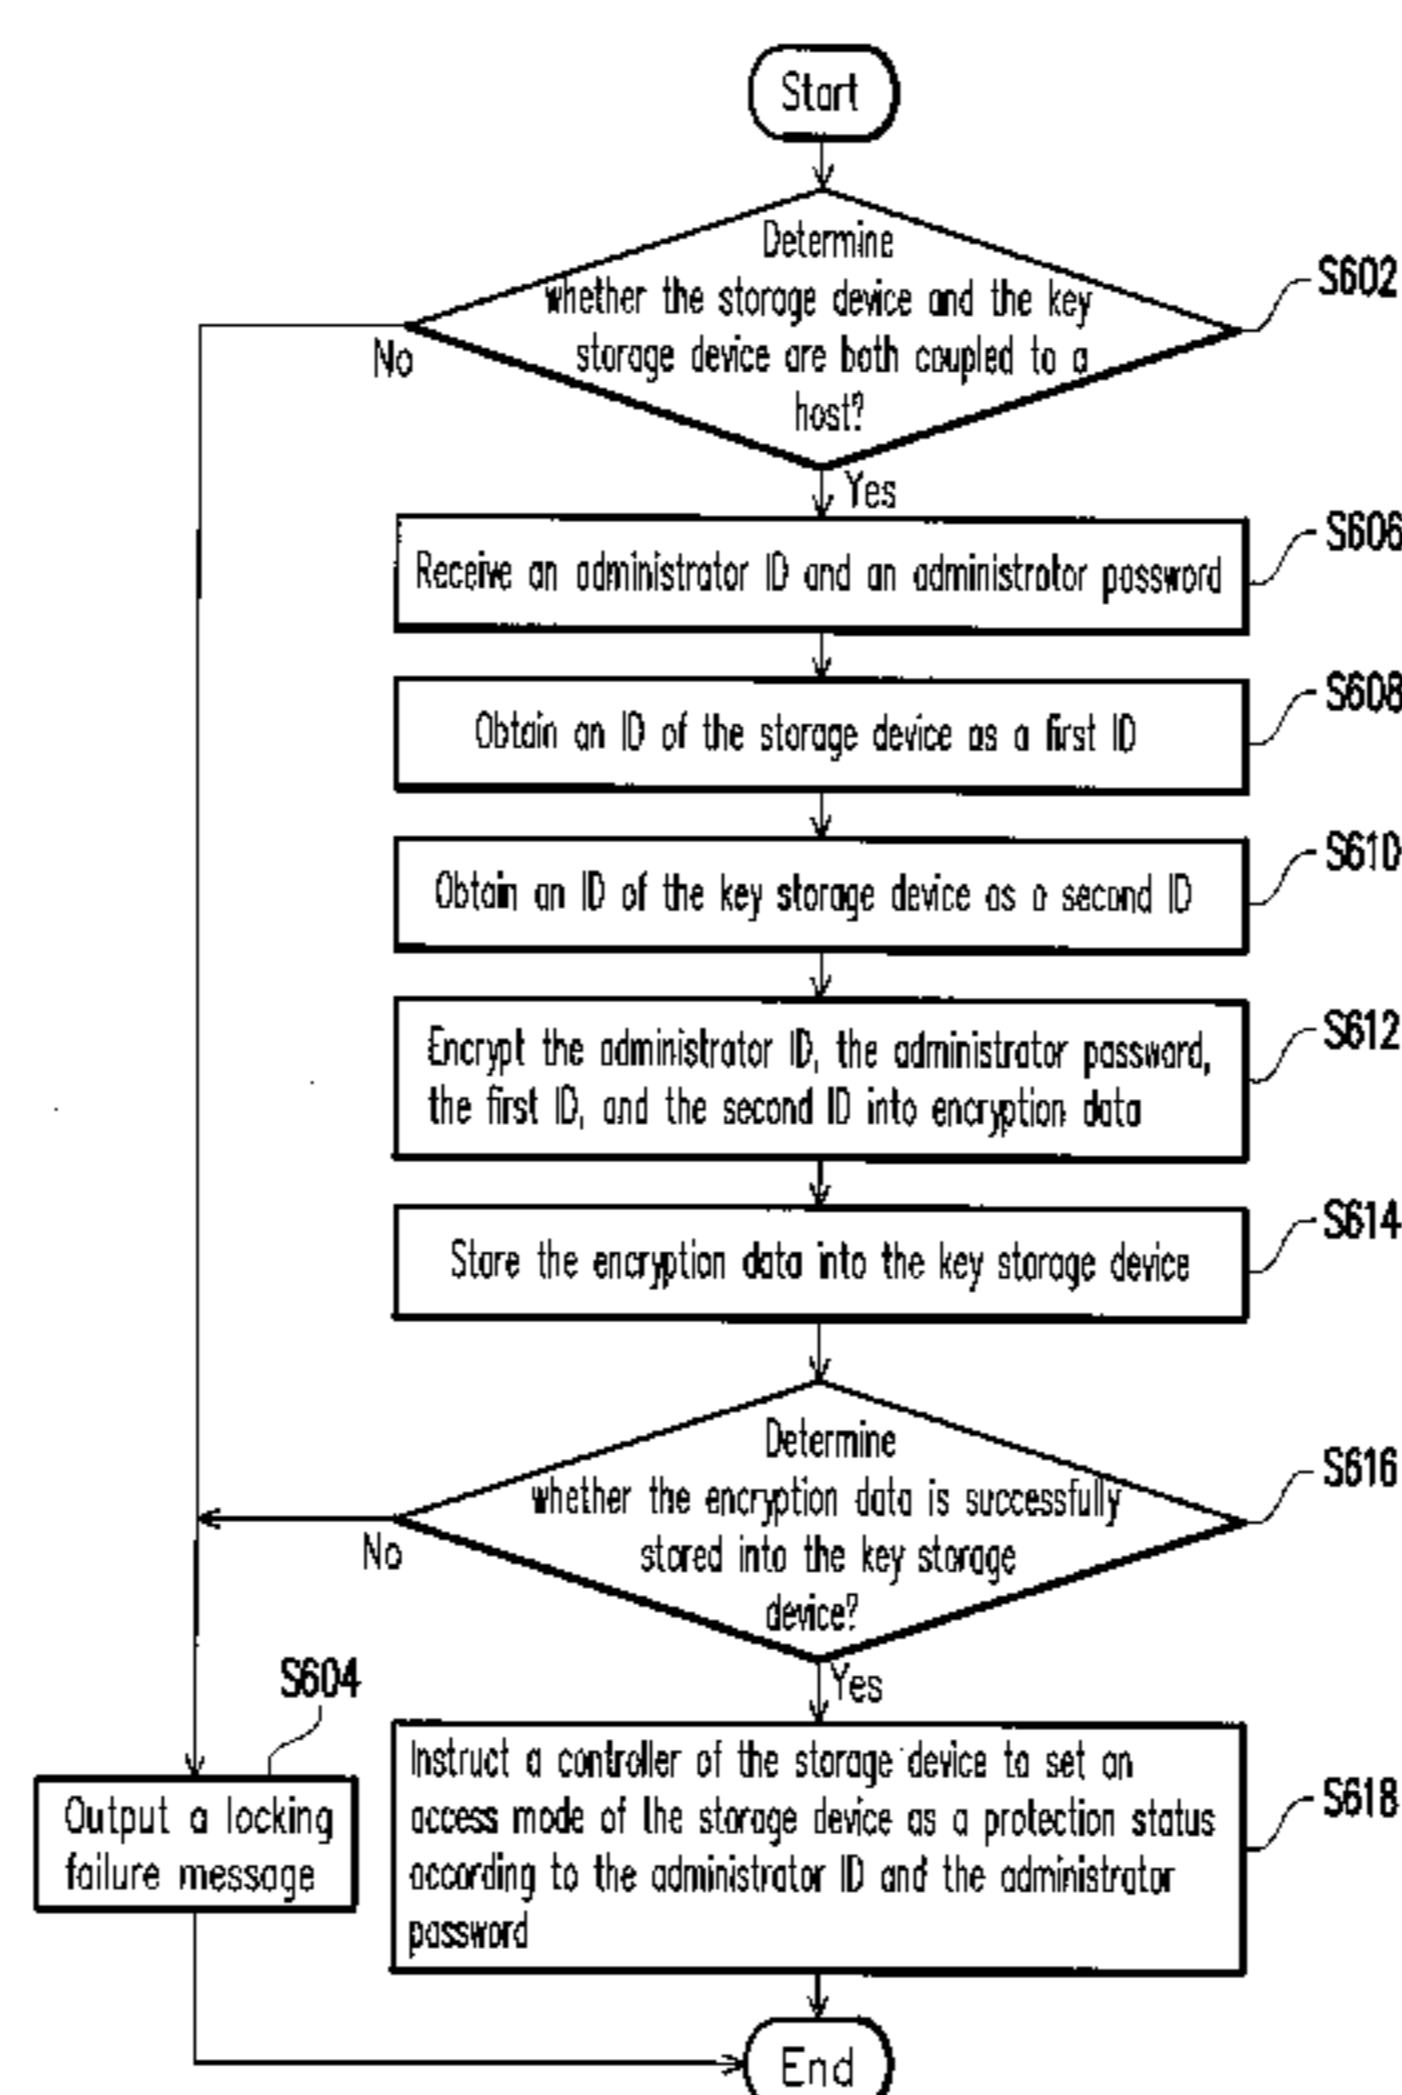 Start
Determine
whether the storage device and the key
storage device are both coupled to a
host?
S602
No
Yes
Receive an administrator ID and an administrator password
S606
Obtain an ID of the storage device as a first ID
S608
Obtain an ID of the key storage device as a second ID
S610
Encrypt the administrator ID, the administrator password,
the first ID, and the second ID into encryption data
S612
Store the encryption data into the key storage device
S614
Determine
whether the encryption data is successfully
stored into the key storage
device?
S616
No
Yes
S604
Output a locking
failure message
Instruct a controller of the storage device to set an
access mode of the storage device as a protection status
according to the administrator ID and the administrator
password
S618
End